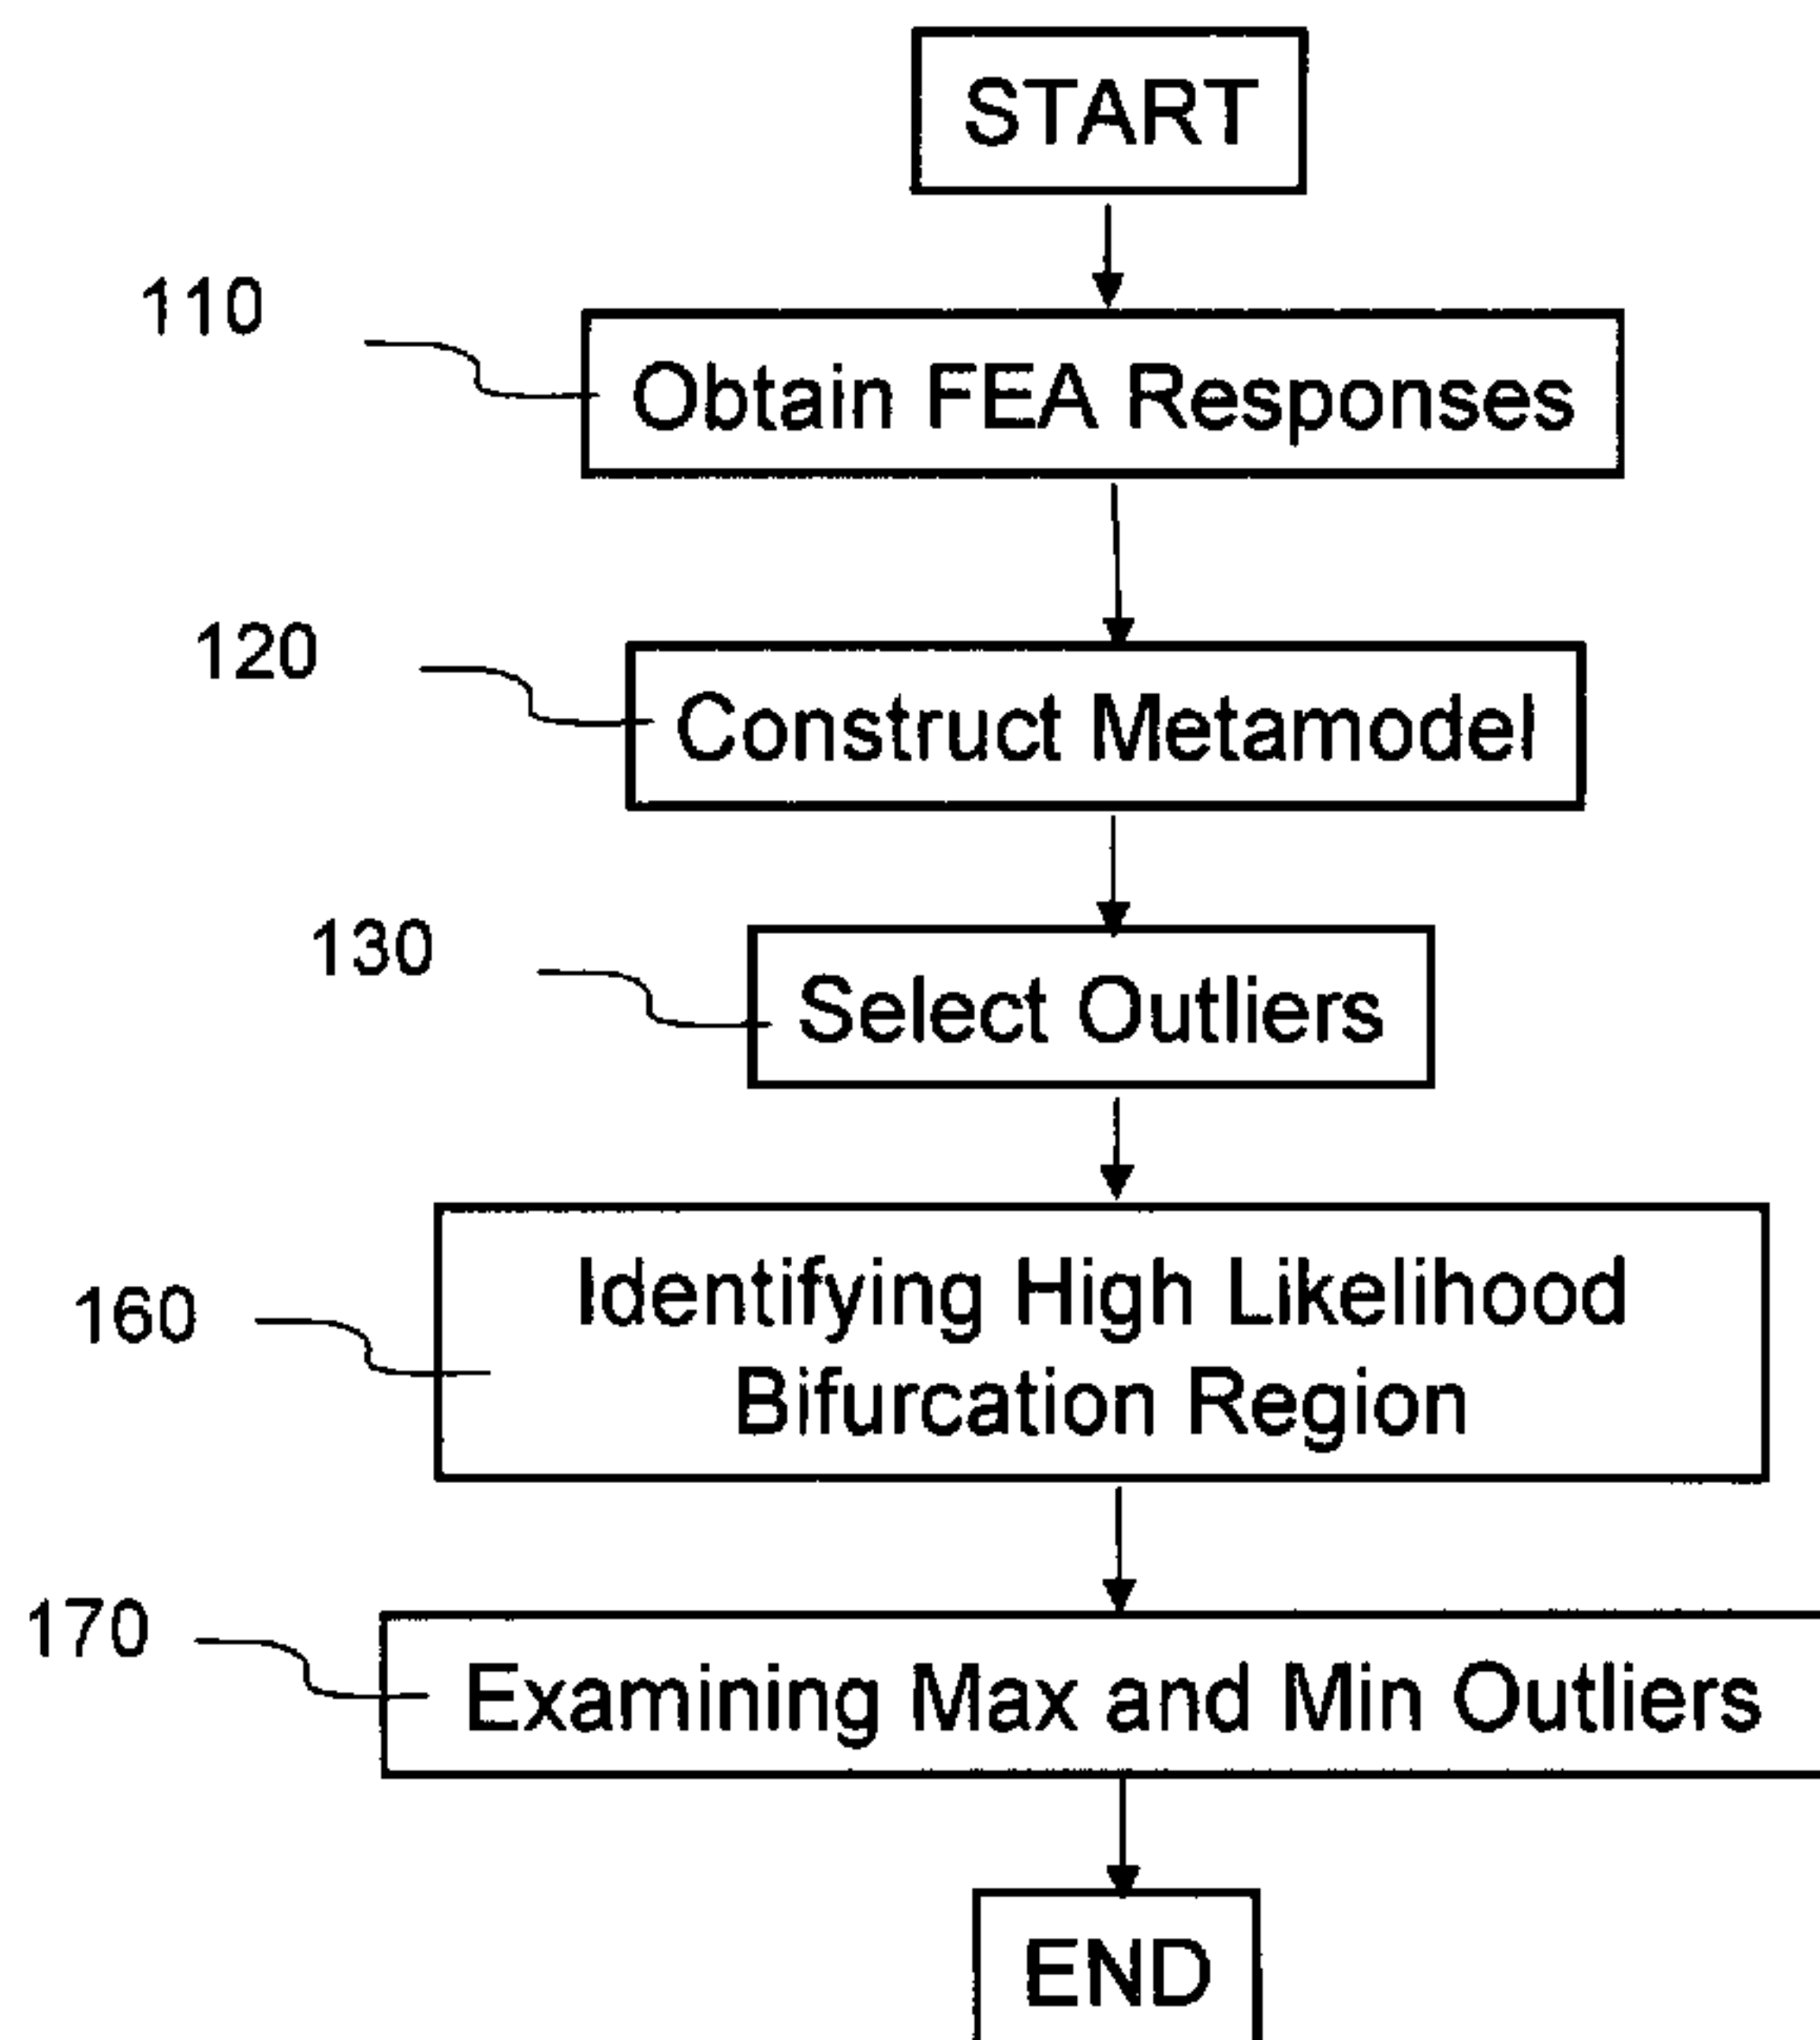 START
110
Obtain FEA Responses
120
Construct Metamodel
130
Select Outliers
160
Identifying High Likelihood
Bifurcation Region
170
Examining Max and Min Outliers
END